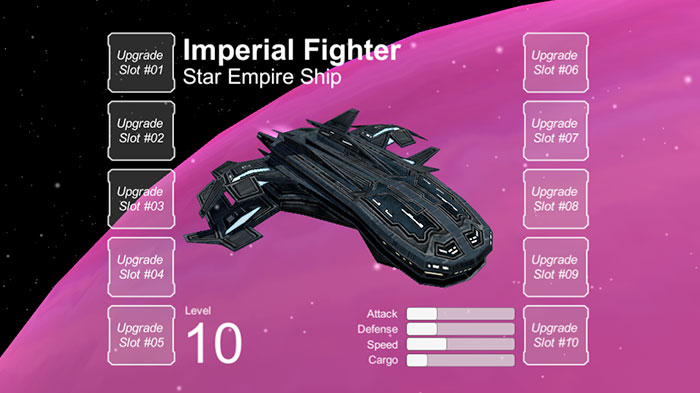 Imperial Fighter
Star Empire Ship
Upgrade
Slot #01
Upgrade
Slot #02
Upgrade
Slot #03
Upgrade
Slot #04
Upgrade
Slot #05
Upgrade
Slot #06
Upgrade
Slot #07
Upgrade
Slot #08
Upgrade
Slot #09
Upgrade
Slot #10
Level
10
Attack
Defense
Speed
Cargo